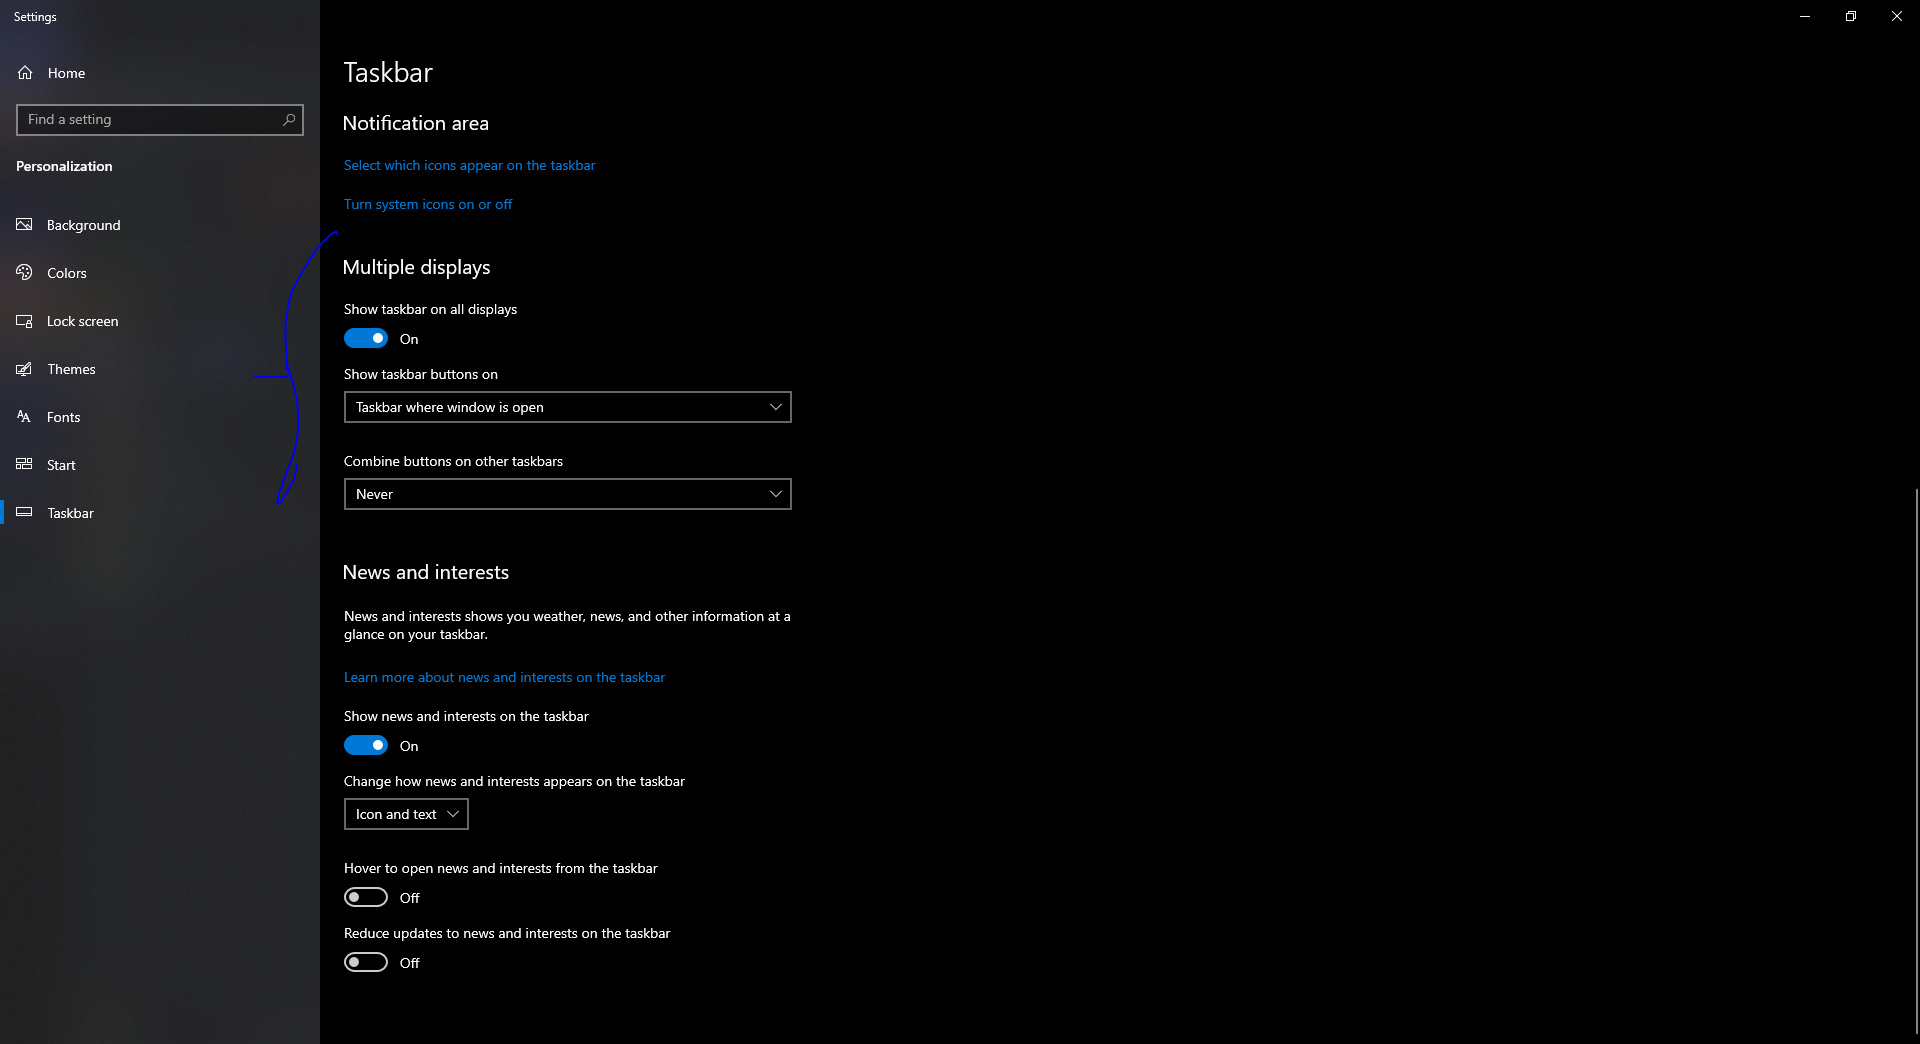 Settings
Home
Find a setting
Personalization
Background
Colors
Lock screen
Themes
Fonts
Start
Taskbar
Taskbar
Notification area
Select which icons appear on the taskbar
Turn system icons on or off
Multiple displays
Show taskbar on all displays
On
Show taskbar buttons on
Taskbar where window is open
Combine buttons on other taskbars
Never
News and interests
News and interests shows you weather, news, and other information at a
glance on your taskbar.
Learn more about news and interests on the taskbar
Show news and interests on the taskbar
On
Change how news and interests appears on the taskbar
Icon and text
Hover to open news and interests from the taskbar
Off
Reduce updates to news and interests on the taskbar
Off